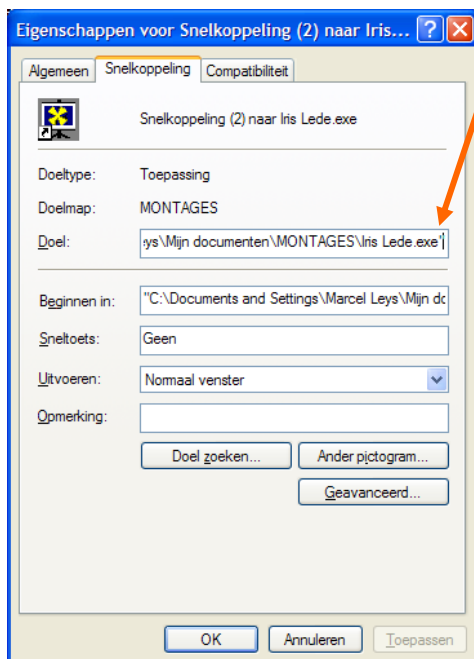 Eigenschappen voor Snelkoppeling (2) naar Iris...
Algemeen Snelkoppeling Compatibiliteit
Snelkoppeling (2) naar Iris Lede.exe
Doeltype: Toepassing
Doelmap: MONTAGES
Doel: eys\Mijn documenten\MONTAGES\Iris Lede.exe"
Beginnen in: "C:\Documents and Settings\Marcel Leys\Mijn dc
Sneltoets: Geen
Uitvoeren: Normaal venster
Opmerking:
Doel zoeken... Ander pictogram...
Geavanceerd...
OK Annuleren Toepassen